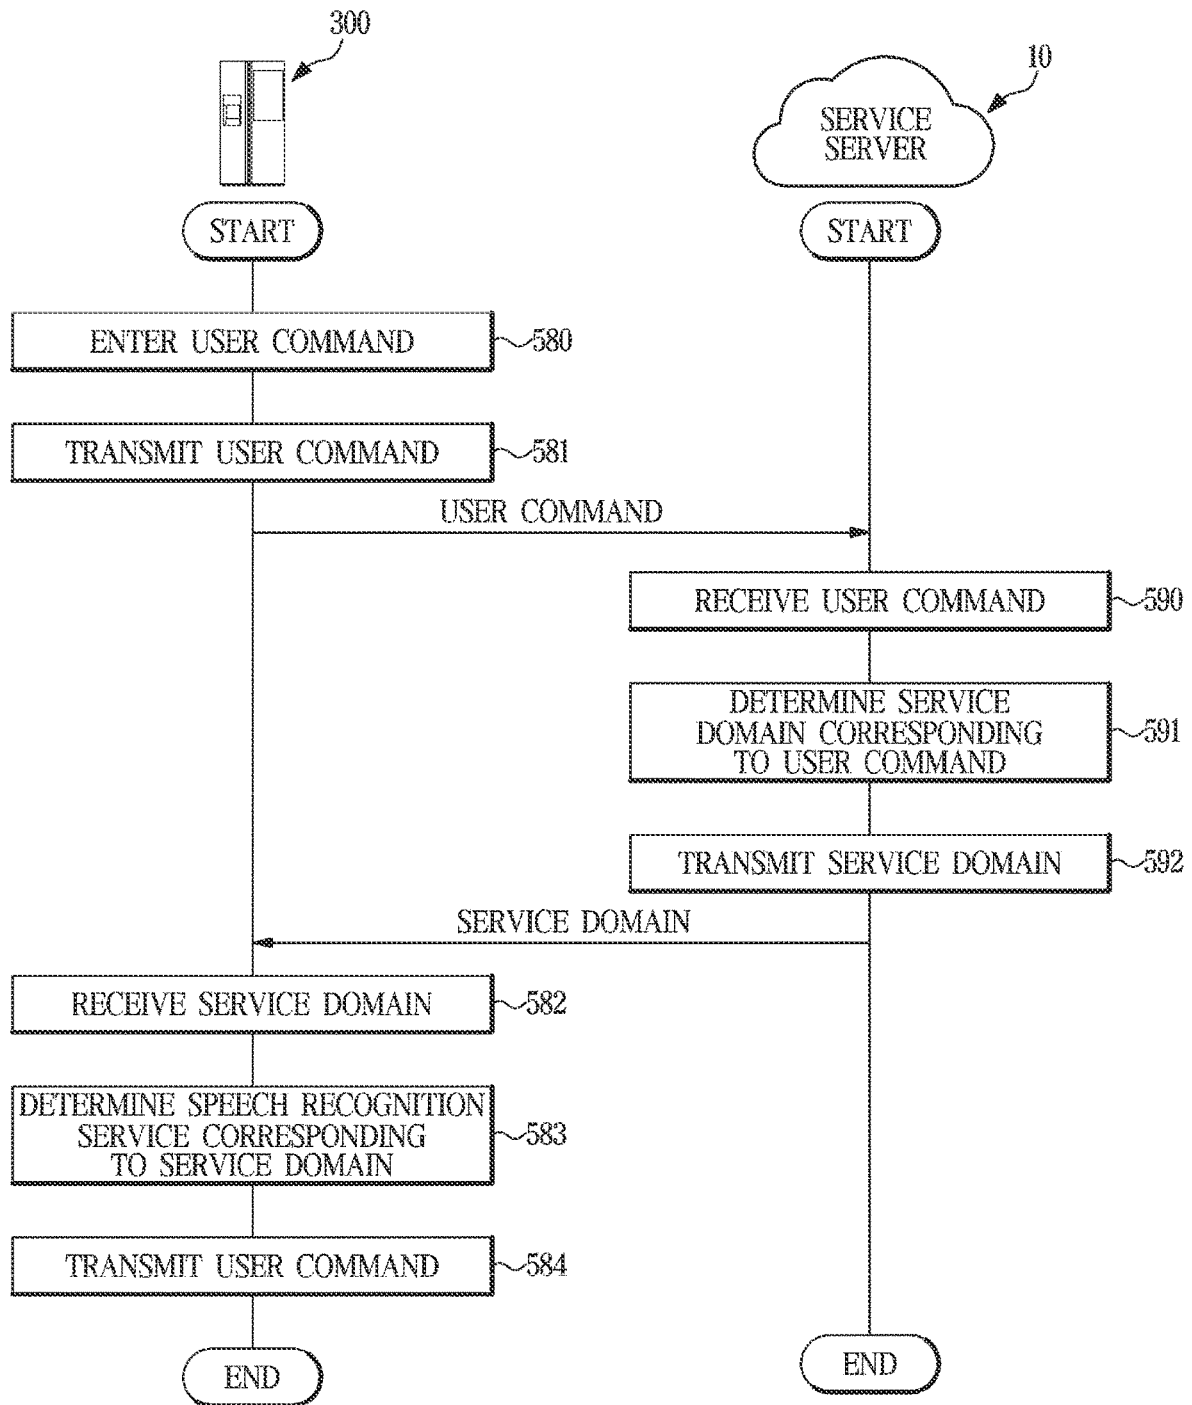 300
10
SERVICE
SERVER
START
START
ENTER USER COMMAND
580
TRANSMIT USER COMMAND
581
USER COMMAND
RECEIVE USER COMMAND
590
DETERMINE SERVICE
DOMAIN CORRESPONDING
TO USER COMMAND
591
TRANSMIT SERVICE DOMAIN
592
SERVICE DOMAIN
RECEIVE SERVICE DOMAIN
582
DETERMINE SPEECH RECOGNITION
SERVICE CORRESPONDING
TO SERVICE DOMAIN
583
TRANSMIT USER COMMAND
584
END
END